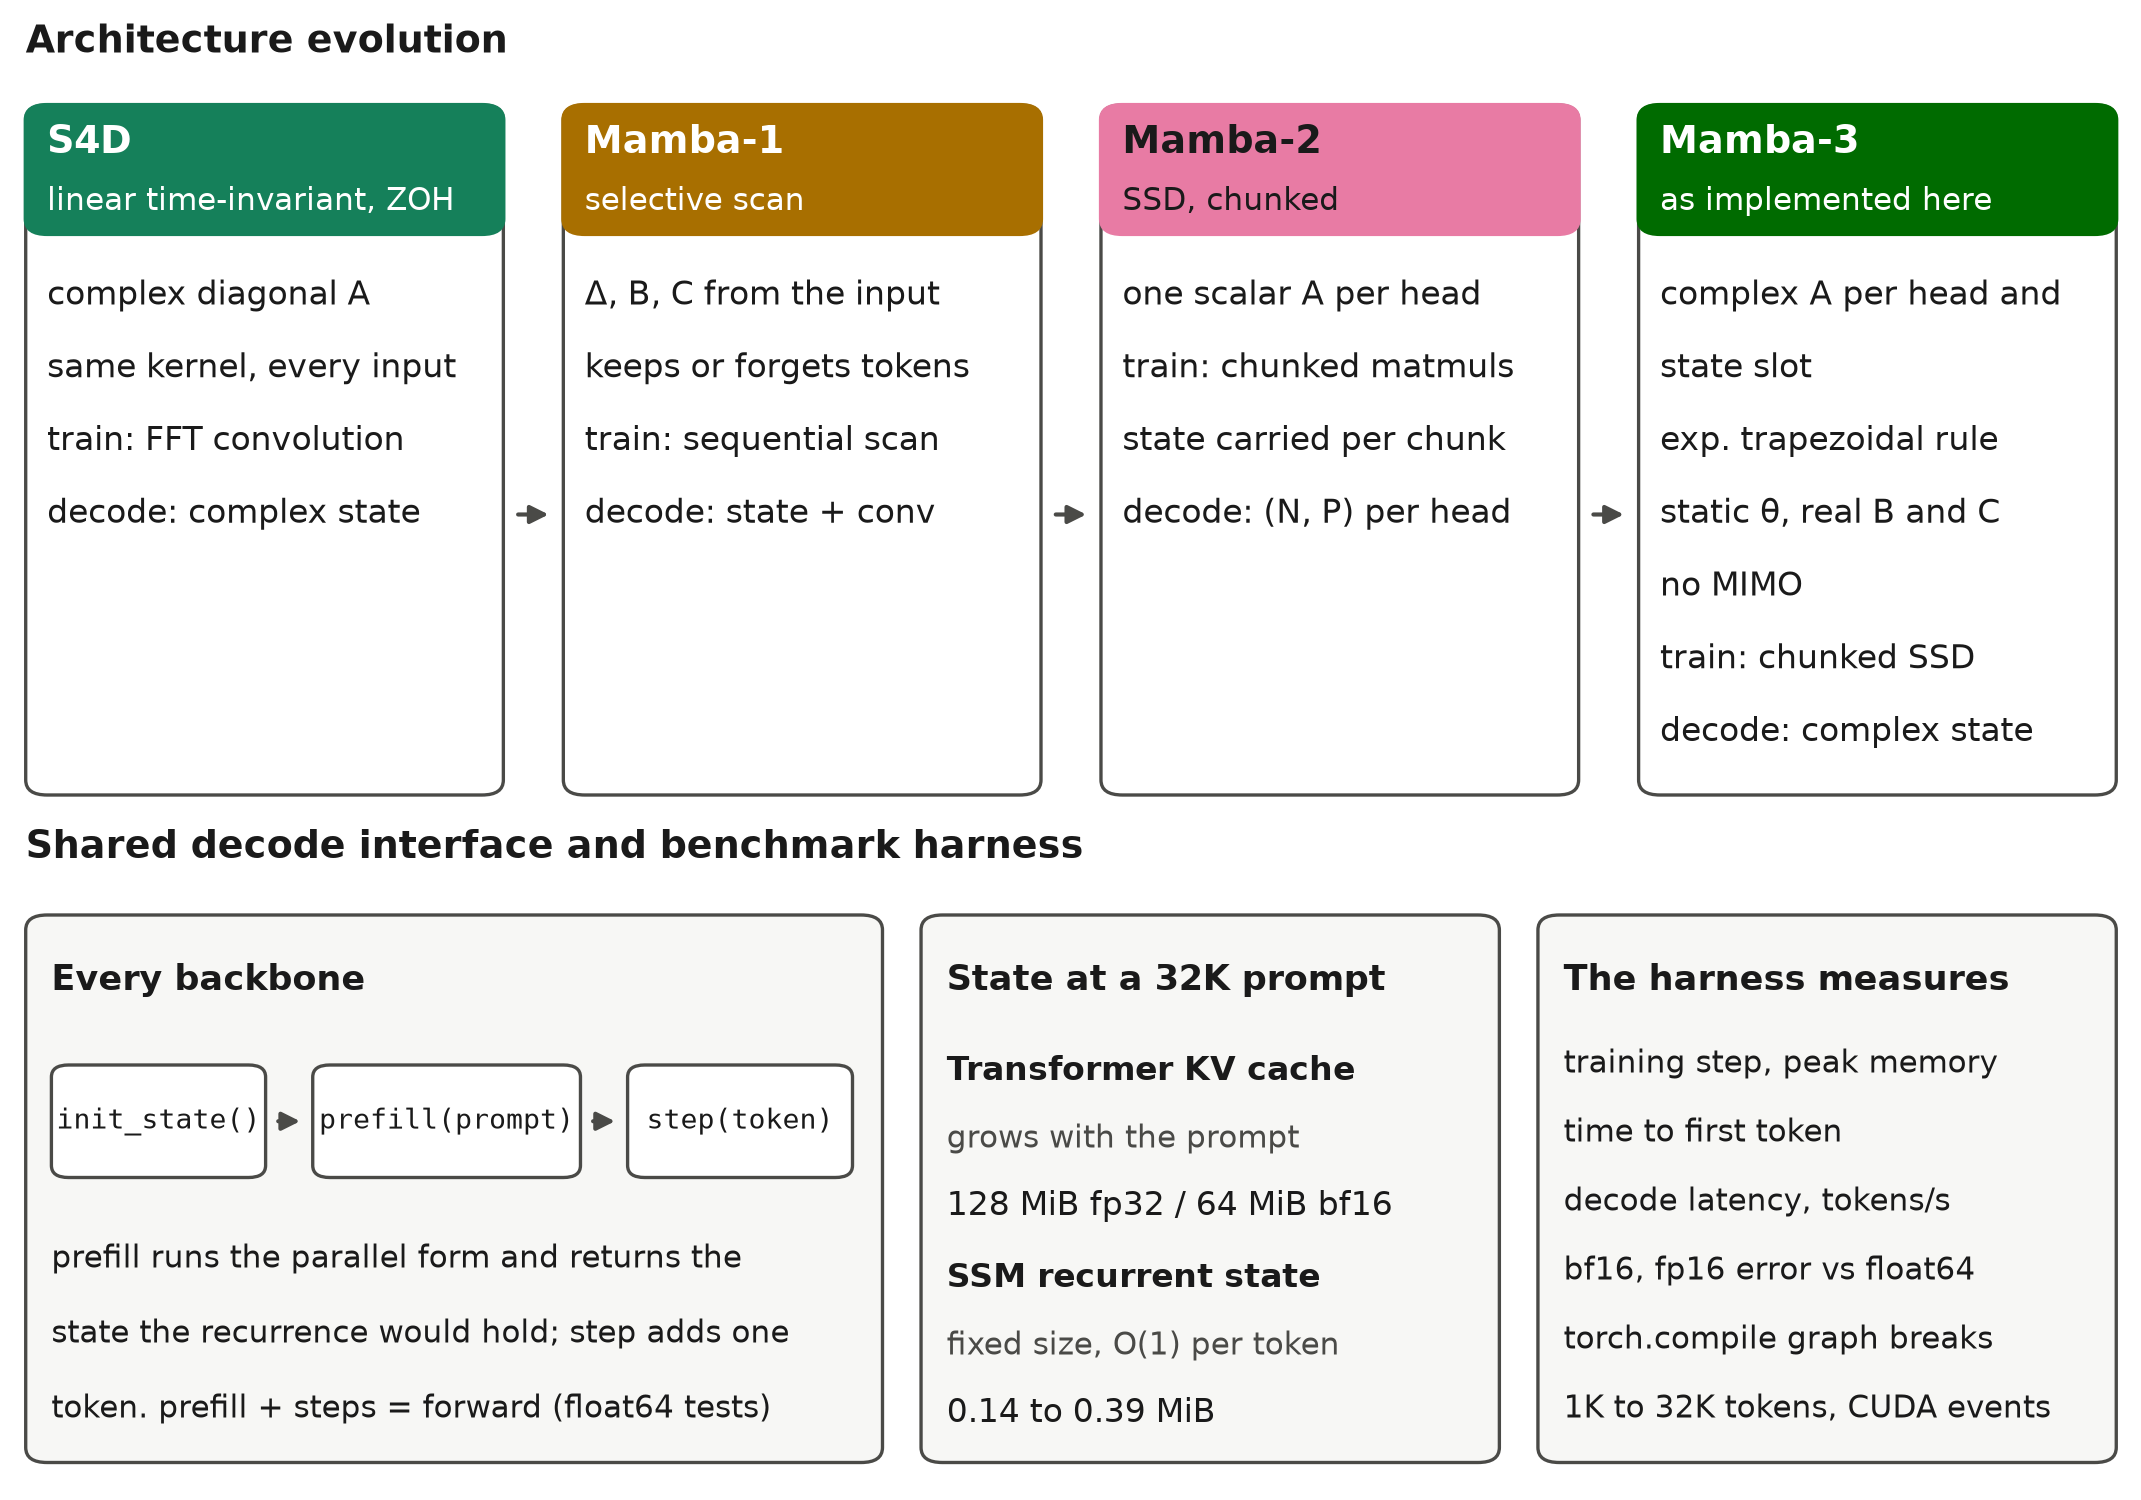 Architecture evolution
S4D
linear time-invariant, ZOH
complex diagonal A
same kernel, every input
train: FFT convolution
decode: complex state
Mamba-1
selective scan
Δ, B, C from the input
keeps or forgets tokens
train: sequential scan
decode: state + conv
Mamba-2
SSD, chunked
one scalar A per head
train: chunked matmuls
state carried per chunk
decode: (N, P) per head
Mamba-3
as implemented here
complex A per head and
state slot
exp. trapezoidal rule
static θ, real B and C
no MIMO
train: chunked SSD
decode: complex state
Shared decode interface and benchmark harness
Every backbone
init_state()
prefill(prompt)
step(token)
prefill runs the parallel form and returns the
state the recurrence would hold; step adds one
token. prefill + steps = forward (float64 tests)
State at a 32K prompt
Transformer KV cache
grows with the prompt
128 MiB fp32 / 64 MiB bf16
SSM recurrent state
fixed size, O(1) per token
0.14 to 0.39 MiB
The harness measures
training step, peak memory
time to first token
decode latency, tokens/s
bf16, fp16 error vs float64
torch.compile graph breaks
1K to 32K tokens, CUDA events